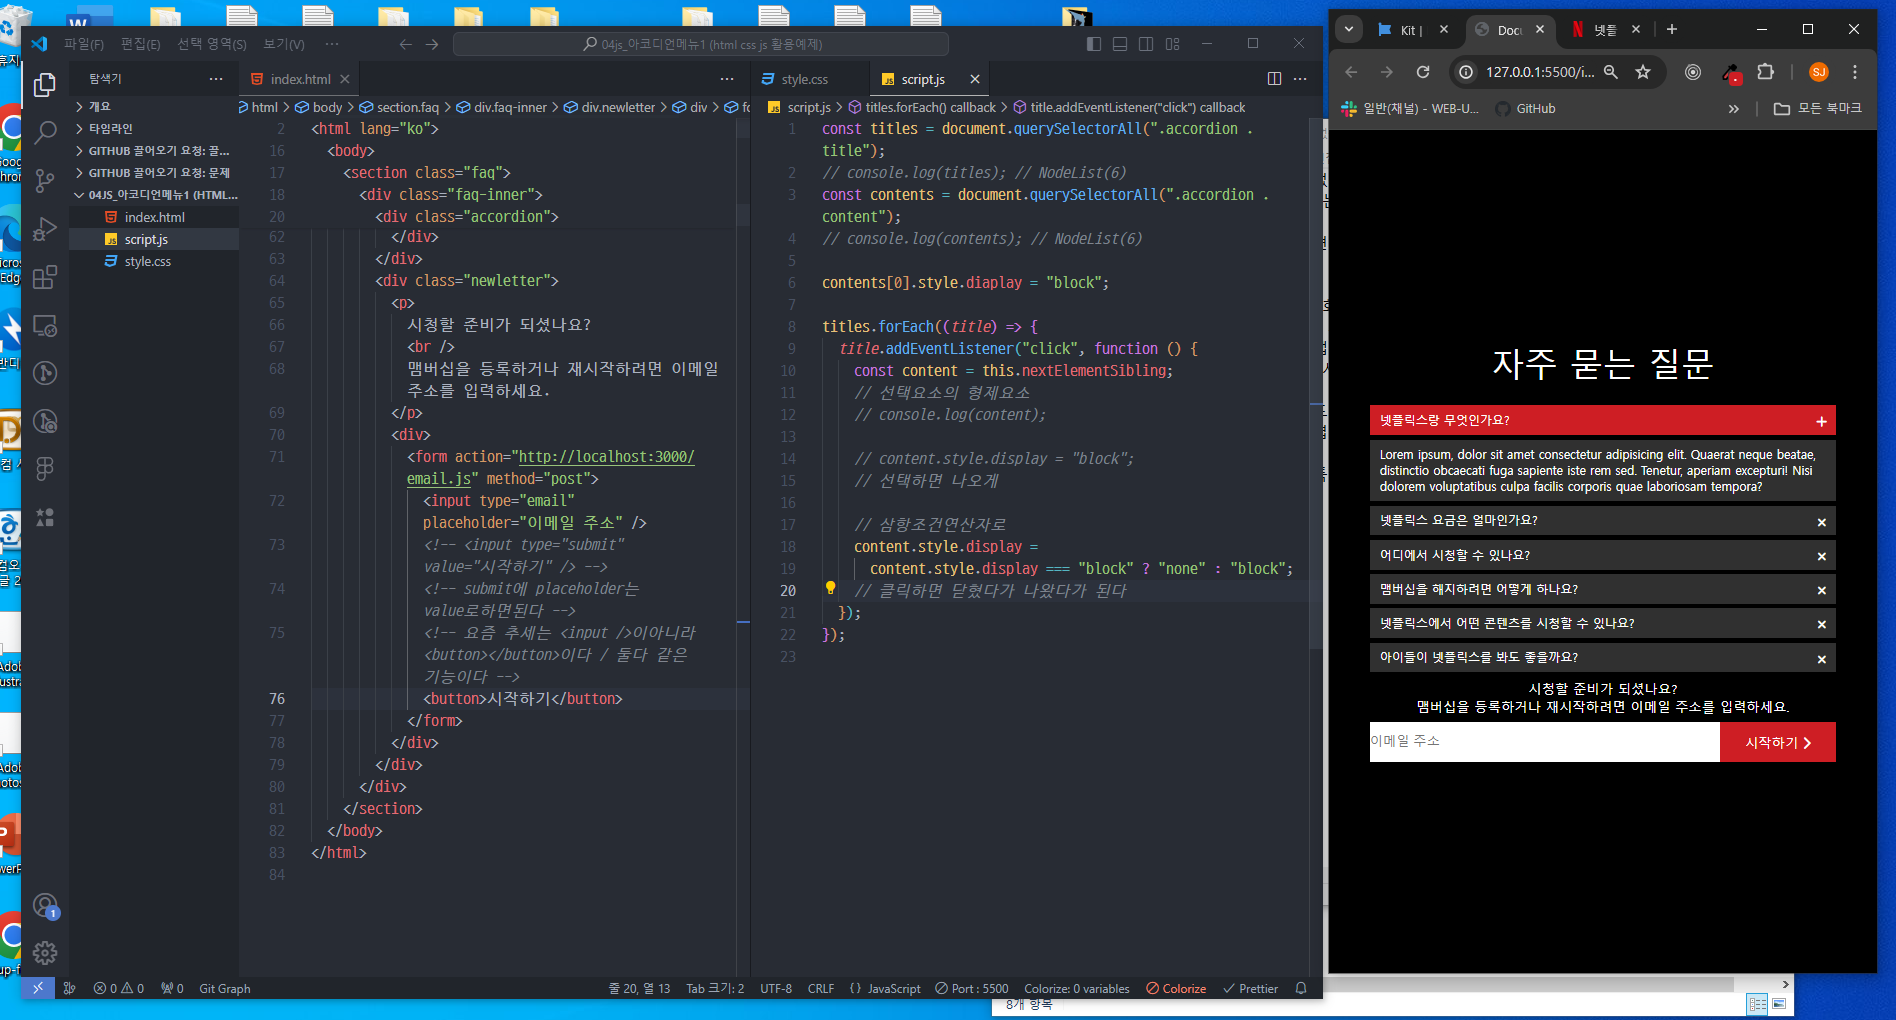 파일(F) 편집(E) 선택 영역(S) 보기(V) ···
04js_아코디언메뉴1 (html css js 활용예제)
탐색기
개요
타임라인
GITHUB 끌어오기 요청: 끌...
GITHUB 끌어오기 요청: 문제
04JS_아코디언메뉴1 (HTML...
index.html
script.js
style.css
1
index.html
html > body > section.faq > div.faq-inner > div.newletter > div > fo
2 <html lang="ko">
16 <body>
17 <section class="faq">
18 <div class="faq-inner">
20 <div class="accordion">
62 </div>
63 </div>
64 <div class="newletter">
65 <p>
66 시청할 준비가 되셨나요?
67 <br />
68 맴버십을 등록하거나 재시작하려면 이메일
주소를 입력하세요.
69 </p>
70 <div>
71 <form action="http://localhost:3000/
email.js" method="post">
72 <input type="email"
placeholder="이메일 주소" />
73 <!-- <input type="submit"
value="시작하기" /> -->
74 <!-- submit에 placeholder는
value로하면된다 -->
75 <!-- 요즘 추세는 <input />이아니라
<button></button>이다 / 둘다 같은
기능이다 -->
76 <button>시작하기</button>
77 </form>
78 </div>
79 </div>
80 </div>
81 </section>
82 </body>
83 </html>
84
style.css script.js
script.js > titles.forEach() callback > title.addEventListener("click") callback
1 const titles = document.querySelectorAll(".accordion .
title");
2 // console.log(titles); // NodeList(6)
3 const contents = document.querySelectorAll(".accordion .
content");
4 // console.log(contents); // NodeList(6)
5
6 contents[0].style.diaplay = "block";
7
8 titles.forEach((title) => {
9 title.addEventListener("click", function () {
10 const content = this.nextElementSibling;
11 // 선택요소의 형제요소
12 // console.log(content);
13
14 // content.style.display = "block";
15 // 선택하면 나오게
16
17 // 삼항조건연산자로
18 content.style.display =
19 content.style.display === "block" ? "none" : "block";
20 // 클릭하면 닫혔다가 나왔다가 된다
21 });
22 });
23
0 0 0 Git Graph
줄 20, 열 13 Tab 크기: 2 UTF-8 CRLF {} JavaScript Port : 5500 Colorize: 0 variables Colorize Prettier
Kit | Docu 넷플
127.0.0.1:5500/i... SJ
일반(채널) - WEB-U... GitHub » 모든 북마크
자주 묻는 질문
넷플릭스랑 무엇인가요?
Lorem ipsum, dolor sit amet consectetur adipisicing elit. Quaerat neque beatae,
distinctio obcaecati fuga sapiente iste rem sed. Tenetur, aperiam excepturi! Nisi
dolorem voluptatibus culpa facilis corporis quae laboriosam tempora?
넷플릭스 요금은 얼마인가요?
어디에서 시청할 수 있나요?
맴버십을 해지하려면 어떻게 하나요?
넷플릭스에서 어떤 콘텐츠를 시청할 수 있나요?
아이들이 넷플릭스를 봐도 좋을까요?
시청할 준비가 되셨나요?
맴버십을 등록하거나 재시작하려면 이메일 주소를 입력하세요.
이메일 주소
시작하기
8개 항목